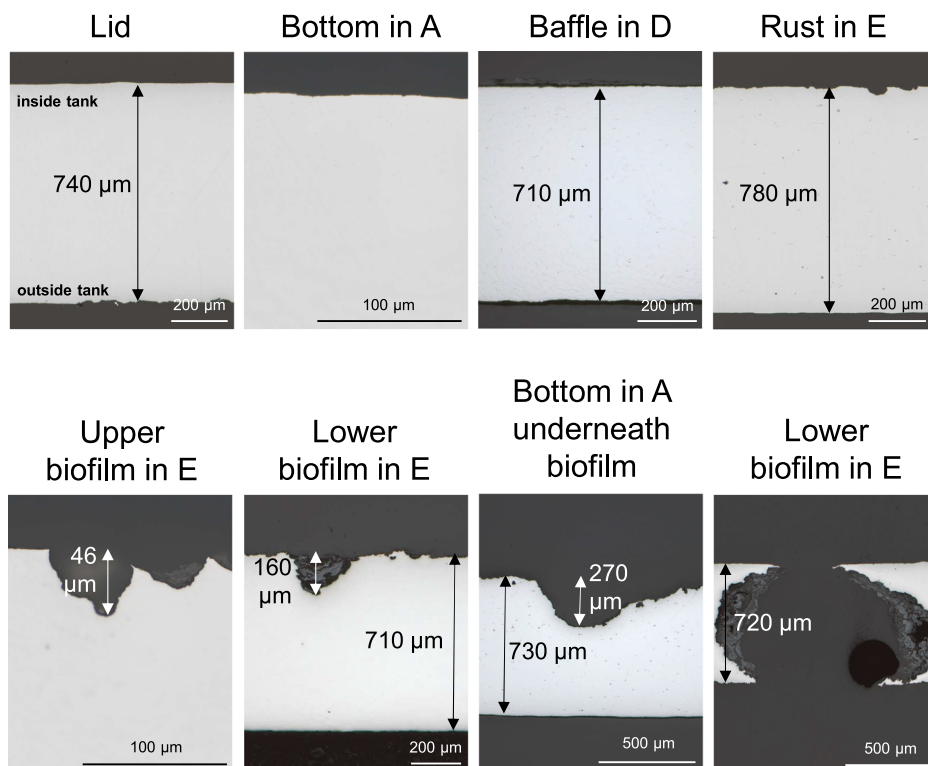 Lid
Bottom in A
Baffle in D
Rust in E
inside tank
740 µm
outside tank
200 µm
100 µm
710 µm
200 µm
780 µm
200 µm
Upper
biofilm in E
Lower
biofilm in E
Bottom in A
underneath
biofilm
Lower
biofilm in E
46
µm
100 µm
160
µm
710 µm
200 µm
270
µm
730 µm
500 µm
720 µm
500 µm